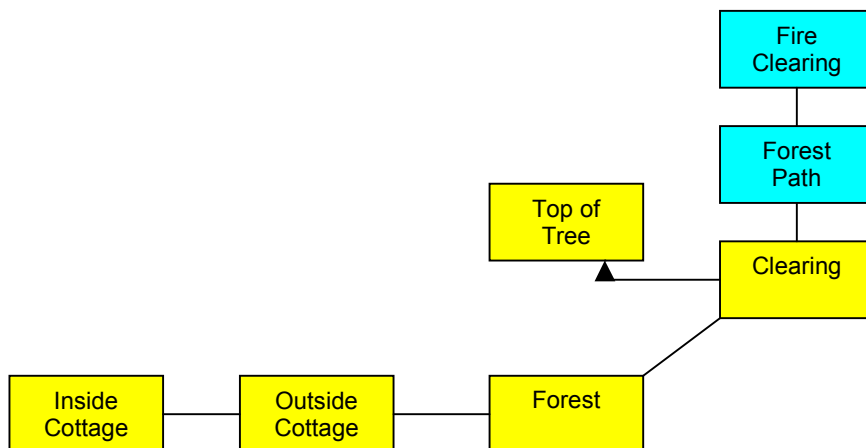 Fire
Clearing
Forest
Path
Top of
Tree
Clearing
Inside
Cottage
Outside
Cottage
Forest